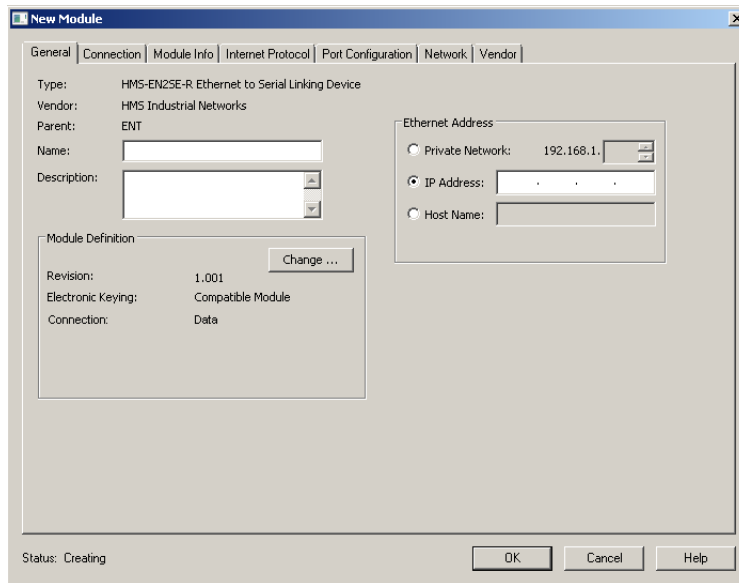 New Module
General Connection Module Info Internet Protocol Port Configuration Network Vendor
Type: HMS-EN2SE-R Ethernet to Serial Linking Device
Vendor: HMS Industrial Networks
Parent: ENT
Name:
Description:
Ethernet Address
Private Network: 192.168.1.
IP Address: . . .
Host Name:
Module Definition
Change ...
Revision: 1.001
Electronic Keying: Compatible Module
Connection: Data
Status: Creating
OK Cancel Help